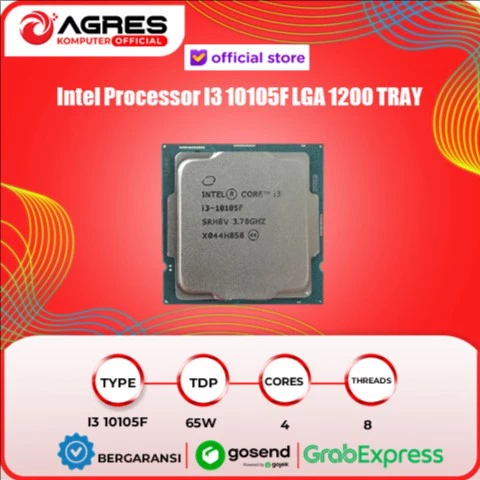 AGRES
KOMPUTER OFFICIAL
official store
Intel Processor I3 10105F LGA 1200 TRAY
INTEL® CORE™ i3
i3-10105F
SRH8V 3.70GHZ
X044H858
TYPE
TDP
CORES
THREADS
I3 10105F
65W
4
8
BERGARANSI
gosend
Powered by gojek
GrabExpress